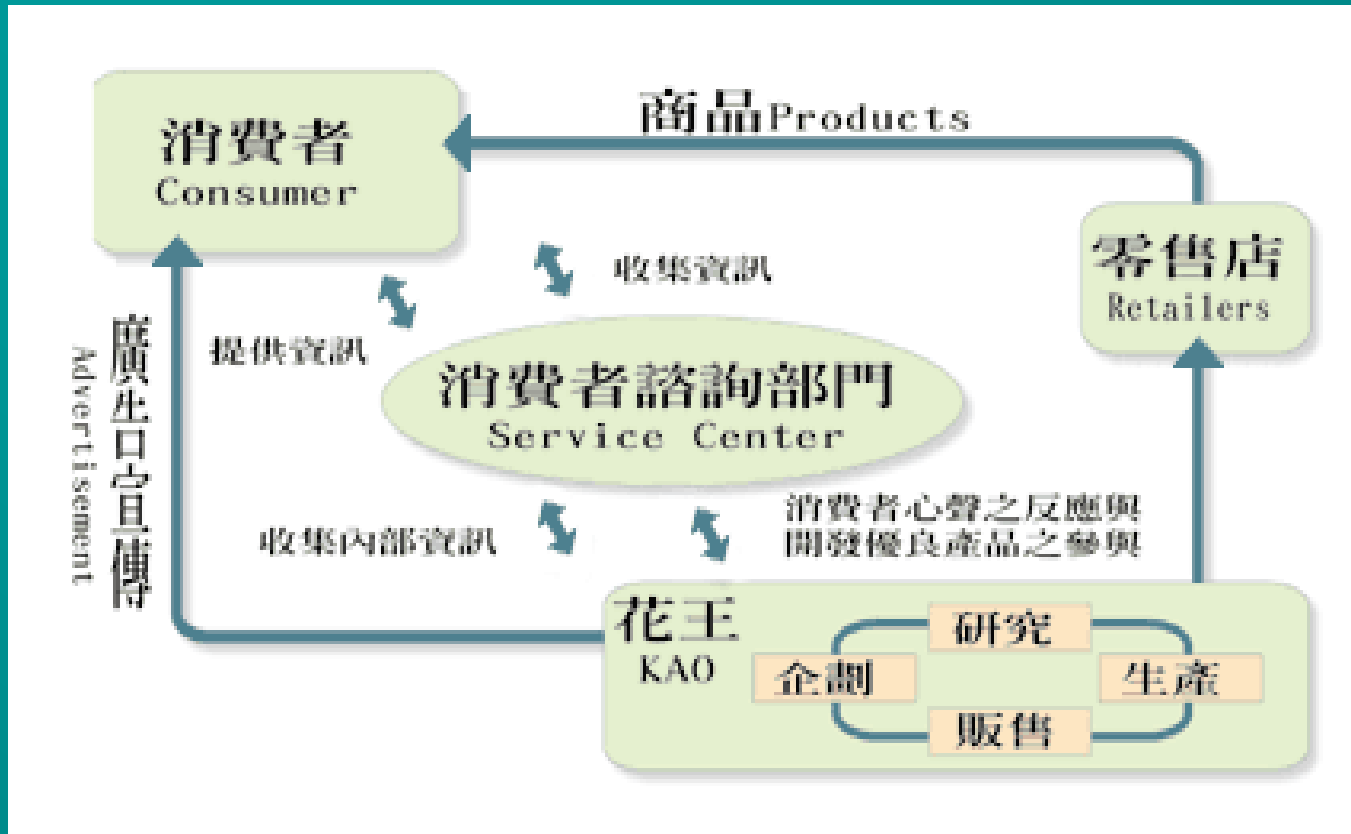 商品Products
消費者
Consumer
零售店
Retailers
收集資訊
提供資訊
廣告宣傳
Advertisement
消費者諮詢部門
Service Center
收集內部資訊
消費者心聲之反應與
開發優良產品之參與
花王
KAO
研究
企劃
生產
販售